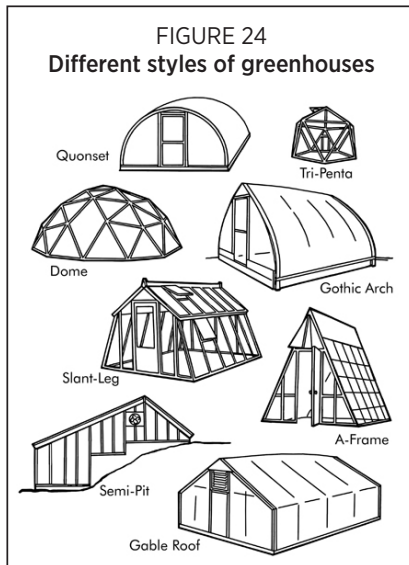 FIGURE 24
Different styles of greenhouses
Quonset
Tri-Penta
Dome
Gothic Arch
Slant-Leg
A-Frame
Semi-Pit
Gable Roof